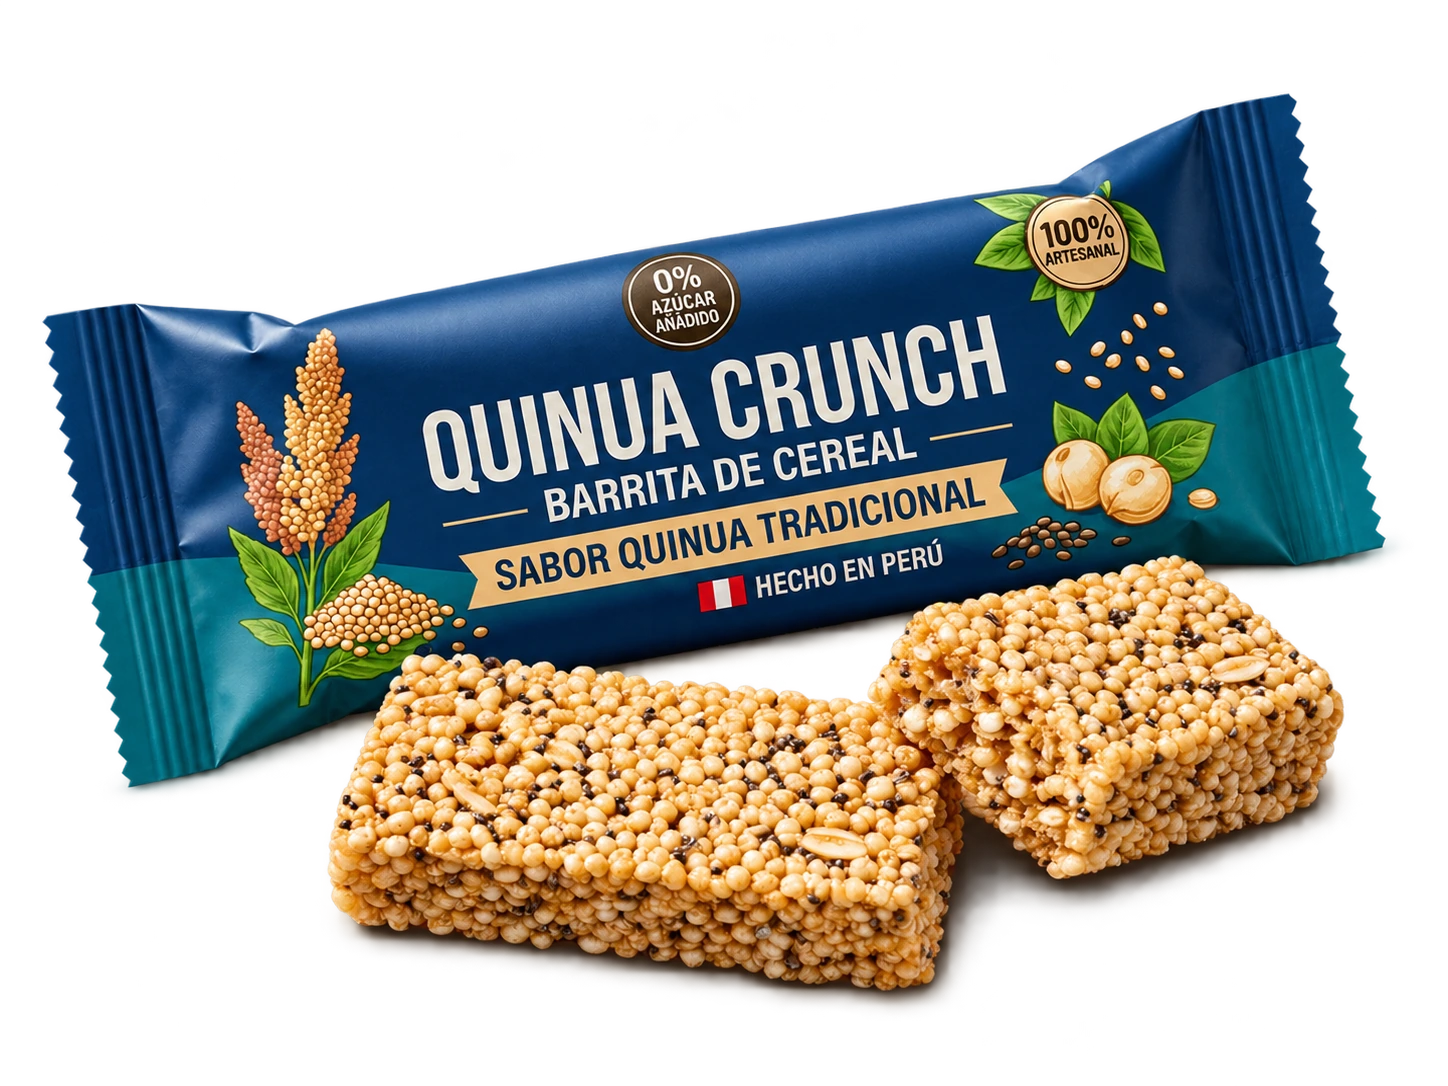 0%
AZÚCAR
AÑADIDO
100%
ARTESANAL
QUINUA CRUNCH
BARRITA DE CEREAL
SABOR QUINUA TRADICIONAL
HECHO EN PERÚ